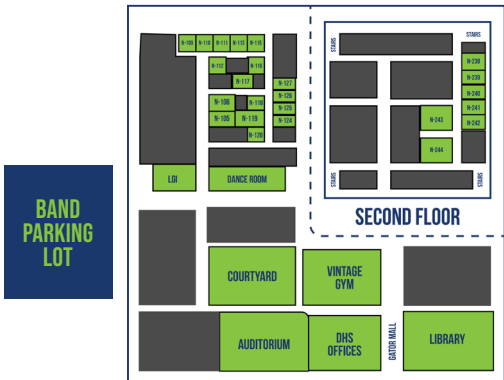 N-109 N-110 N-111 N-113 N-115
N-112 N-116
N-117
N-127
N-126
N-125
N-124
N-106 N-118
N-105 N-119
N-120
LGI
DANCE ROOM
STAIRS
STAIRS
N-238
N-239
N-240
N-241
N-242
N-243
N-244
STAIRS
STAIRS
SECOND FLOOR
BAND
PARKING
LOT
COURTYARD
VINTAGE
GYM
AUDITORIUM
DHS
OFFICES
GATOR MALL
LIBRARY